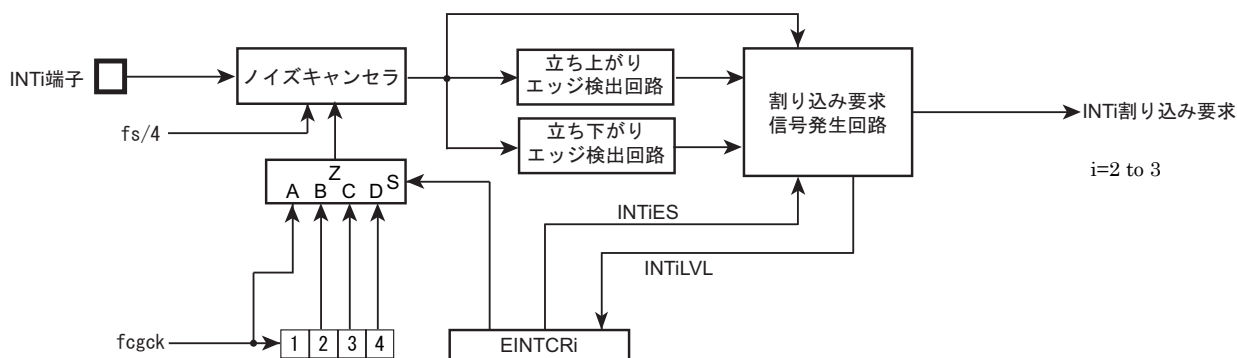 INTi端子
ノイズキャンセラ
立ち上がり
エッジ検出回路
立ち下がり
エッジ検出回路
割り込み要求
信号発生回路
INTi割り込み要求
i=2 to 3
fs/4
Z
A B C D S
INTiES
INTiLVL
fcgck
1 2 3 4
EINTCRi